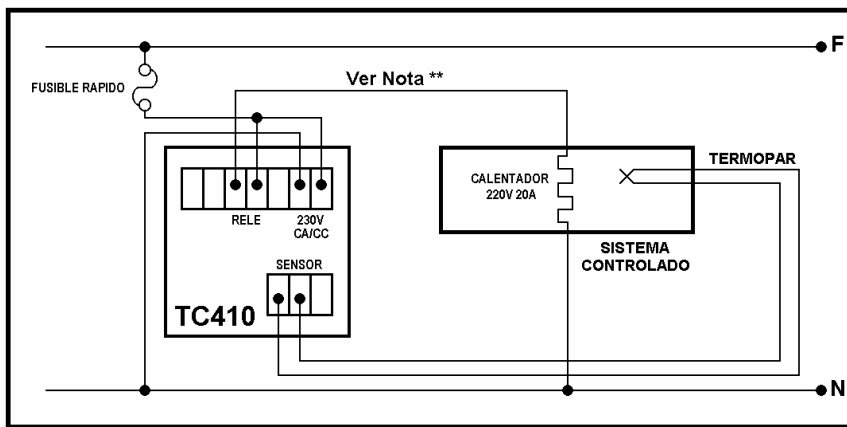 F
FUSIBLE RAPIDO
Ver Nota **
TERMOPAR
CALENTADOR
220V 20A
RELE
230V
CA/CC
SISTEMA
CONTROLADO
SENSOR
TC410
N